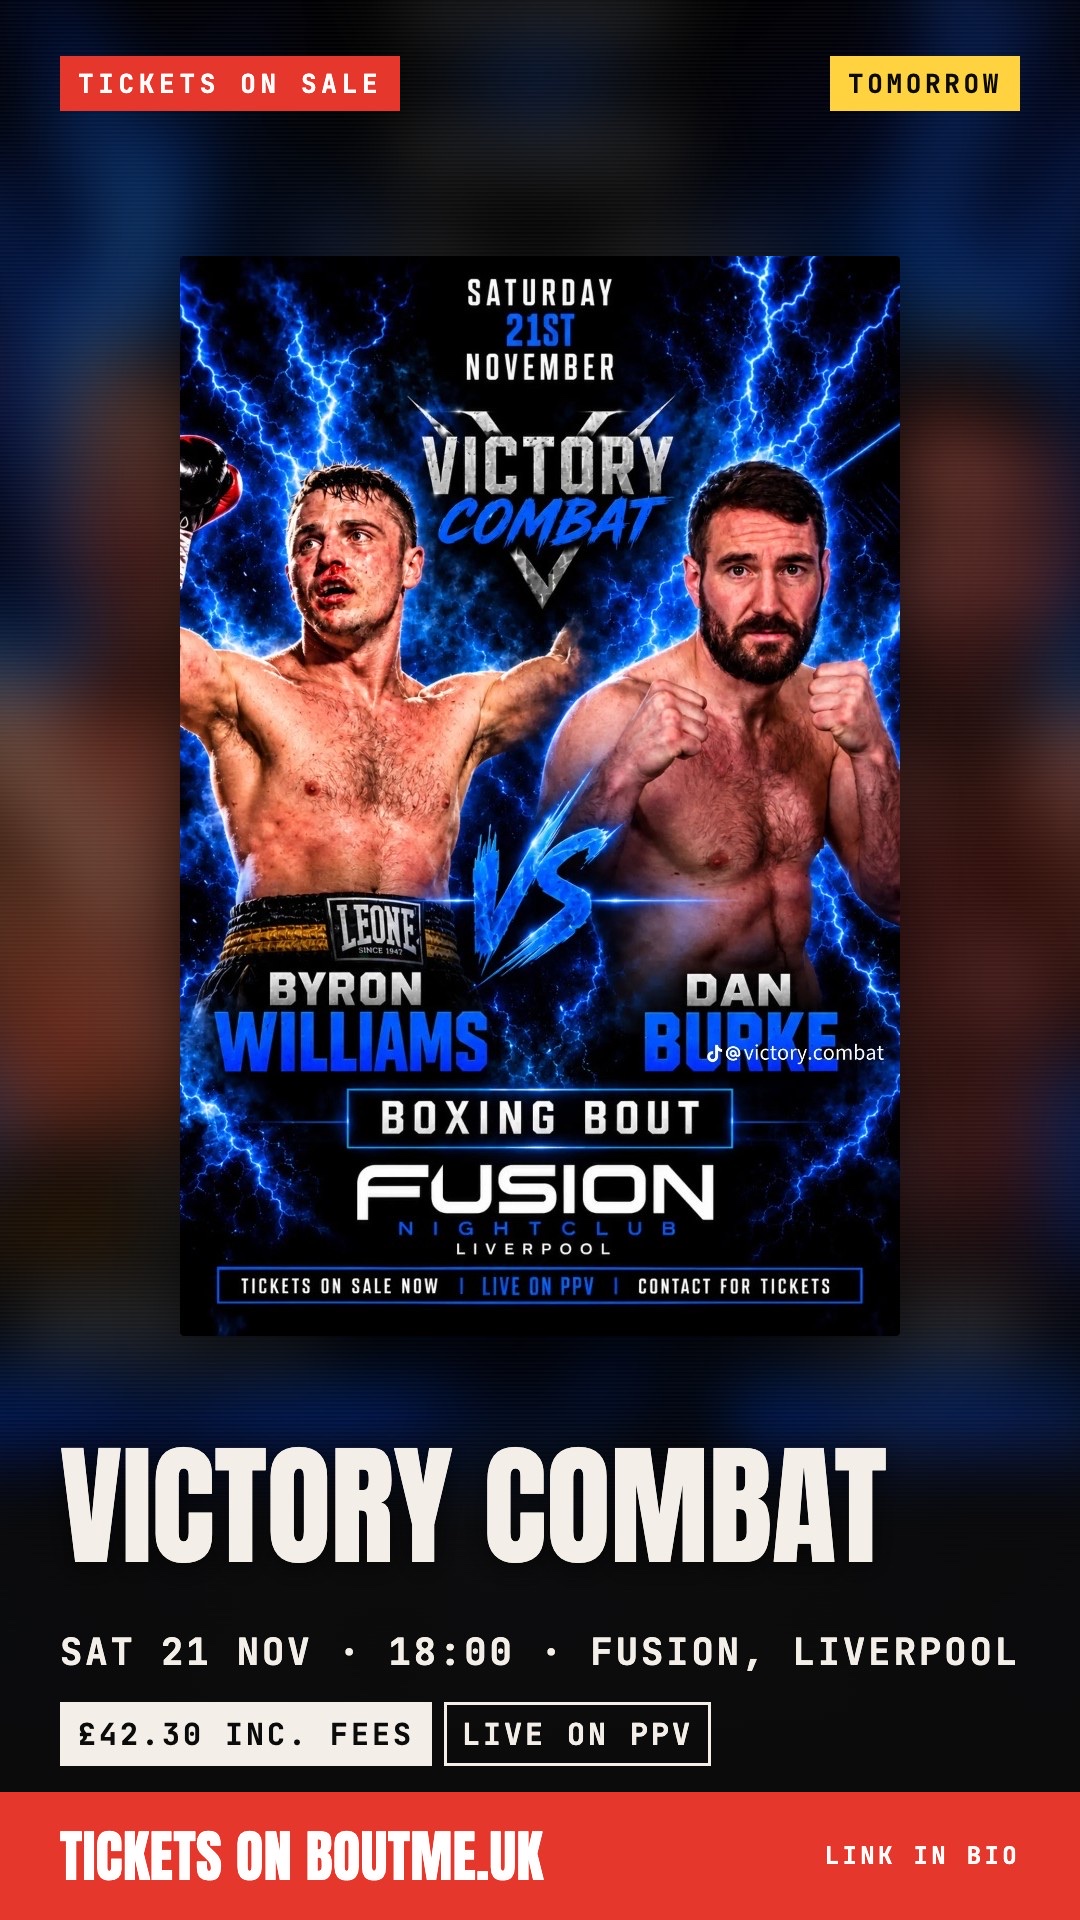 TICKETS ON SALE
TOMORROW
SATURDAY
21ST
NOVEMBER
VICTORY
COMBAT
VS
LEONE
SINCE 1947
BYRON
WILLIAMS
DAN
BURKE
@victory.combat
BOXING BOUT
FUSION
NIGHTCLUB
LIVERPOOL
TICKETS ON SALE NOW | LIVE ON PPV | CONTACT FOR TICKETS
VICTORY COMBAT
SAT 21 NOV · 18:00 · FUSION, LIVERPOOL
£42.30 INC. FEES
LIVE ON PPV
TICKETS ON BOUTME.UK
LINK IN BIO